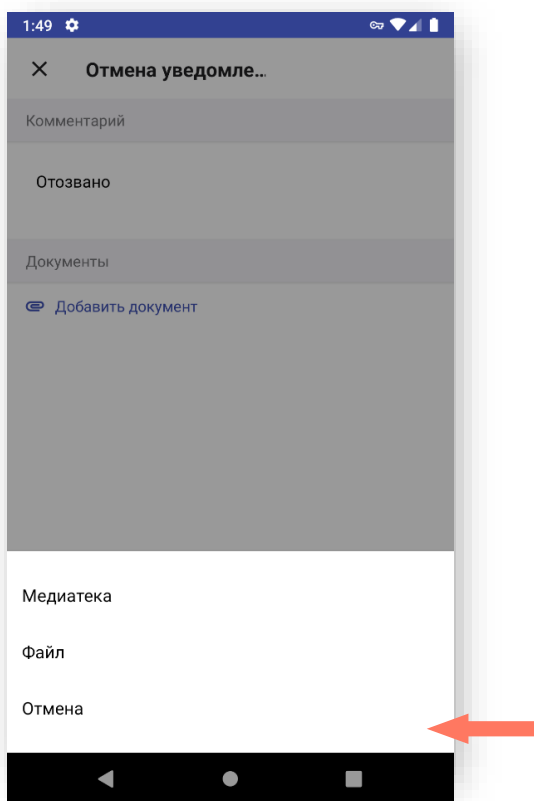 1:49
Отмена уведомле...
Комментарий
Отозвано
Документы
Добавить документ
Медиатека
Файл
Отмена